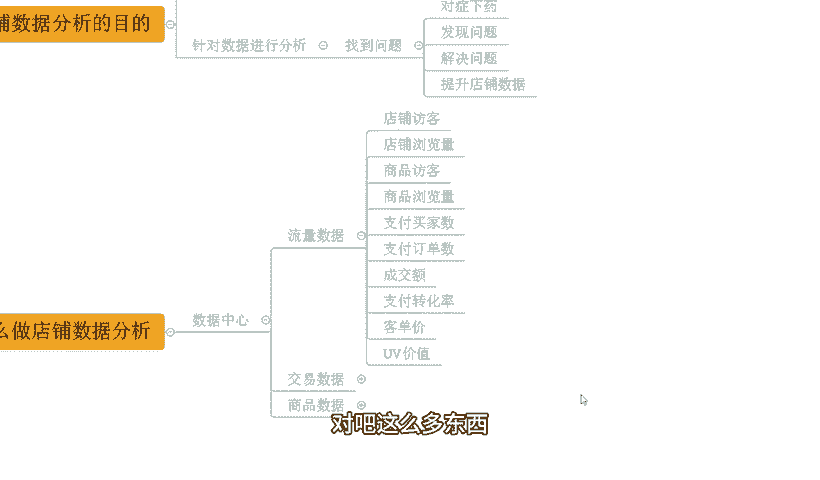 铺数据分析的目的
针对数据进行分析
找到问题
对症下药
发现问题
解决问题
提升店铺数据
么做店铺数据分析
数据中心
流量数据
店铺访客
店铺浏览量
商品访客
商品浏览量
支付买家数
支付订单数
成交额
支付转化率
客单价
UV价值
交易数据
商品数据
对吧这么多东西